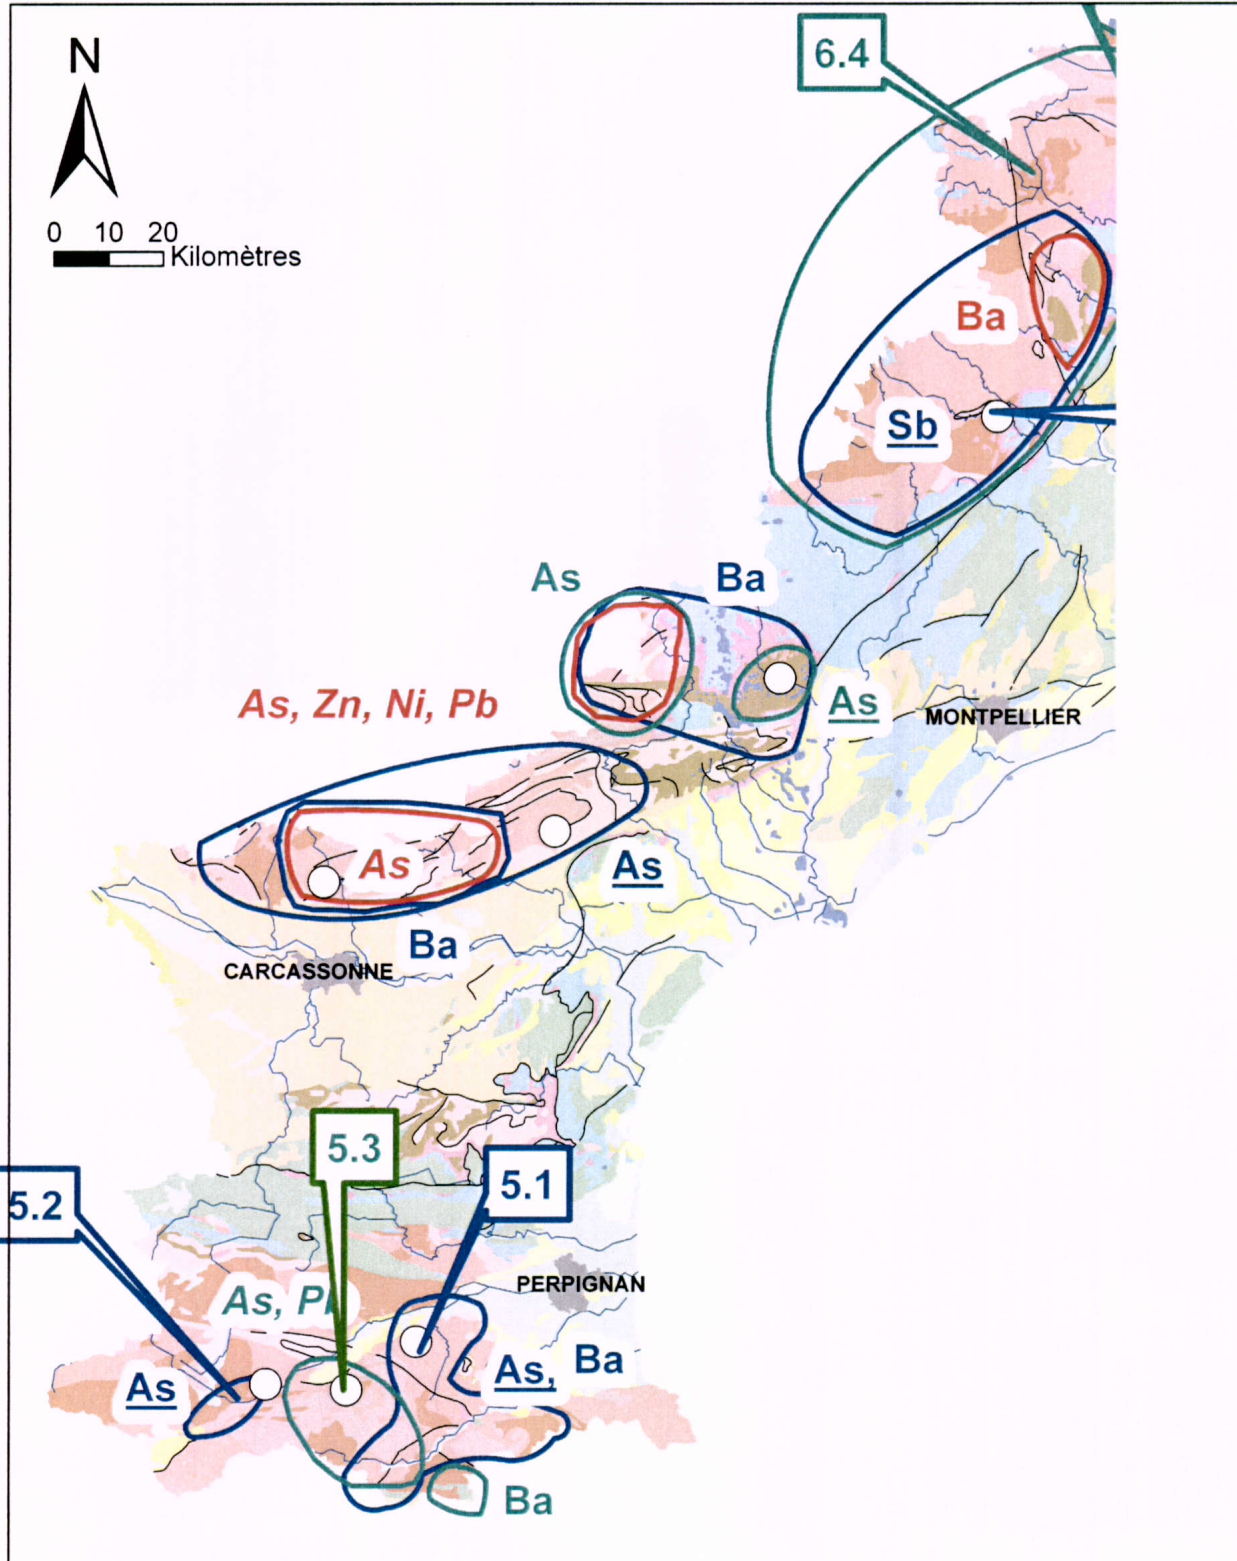 6.4
N
0 10 20
Kilomètres
Ba
Sb
As
Ba
As, Zn, Ni, Pb
As
MONTPELLIER
As
As
Ba
CARCASSONNE
5.3
5.1
5.2
PERPIGNAN
As,
As
As, Ba
Ba